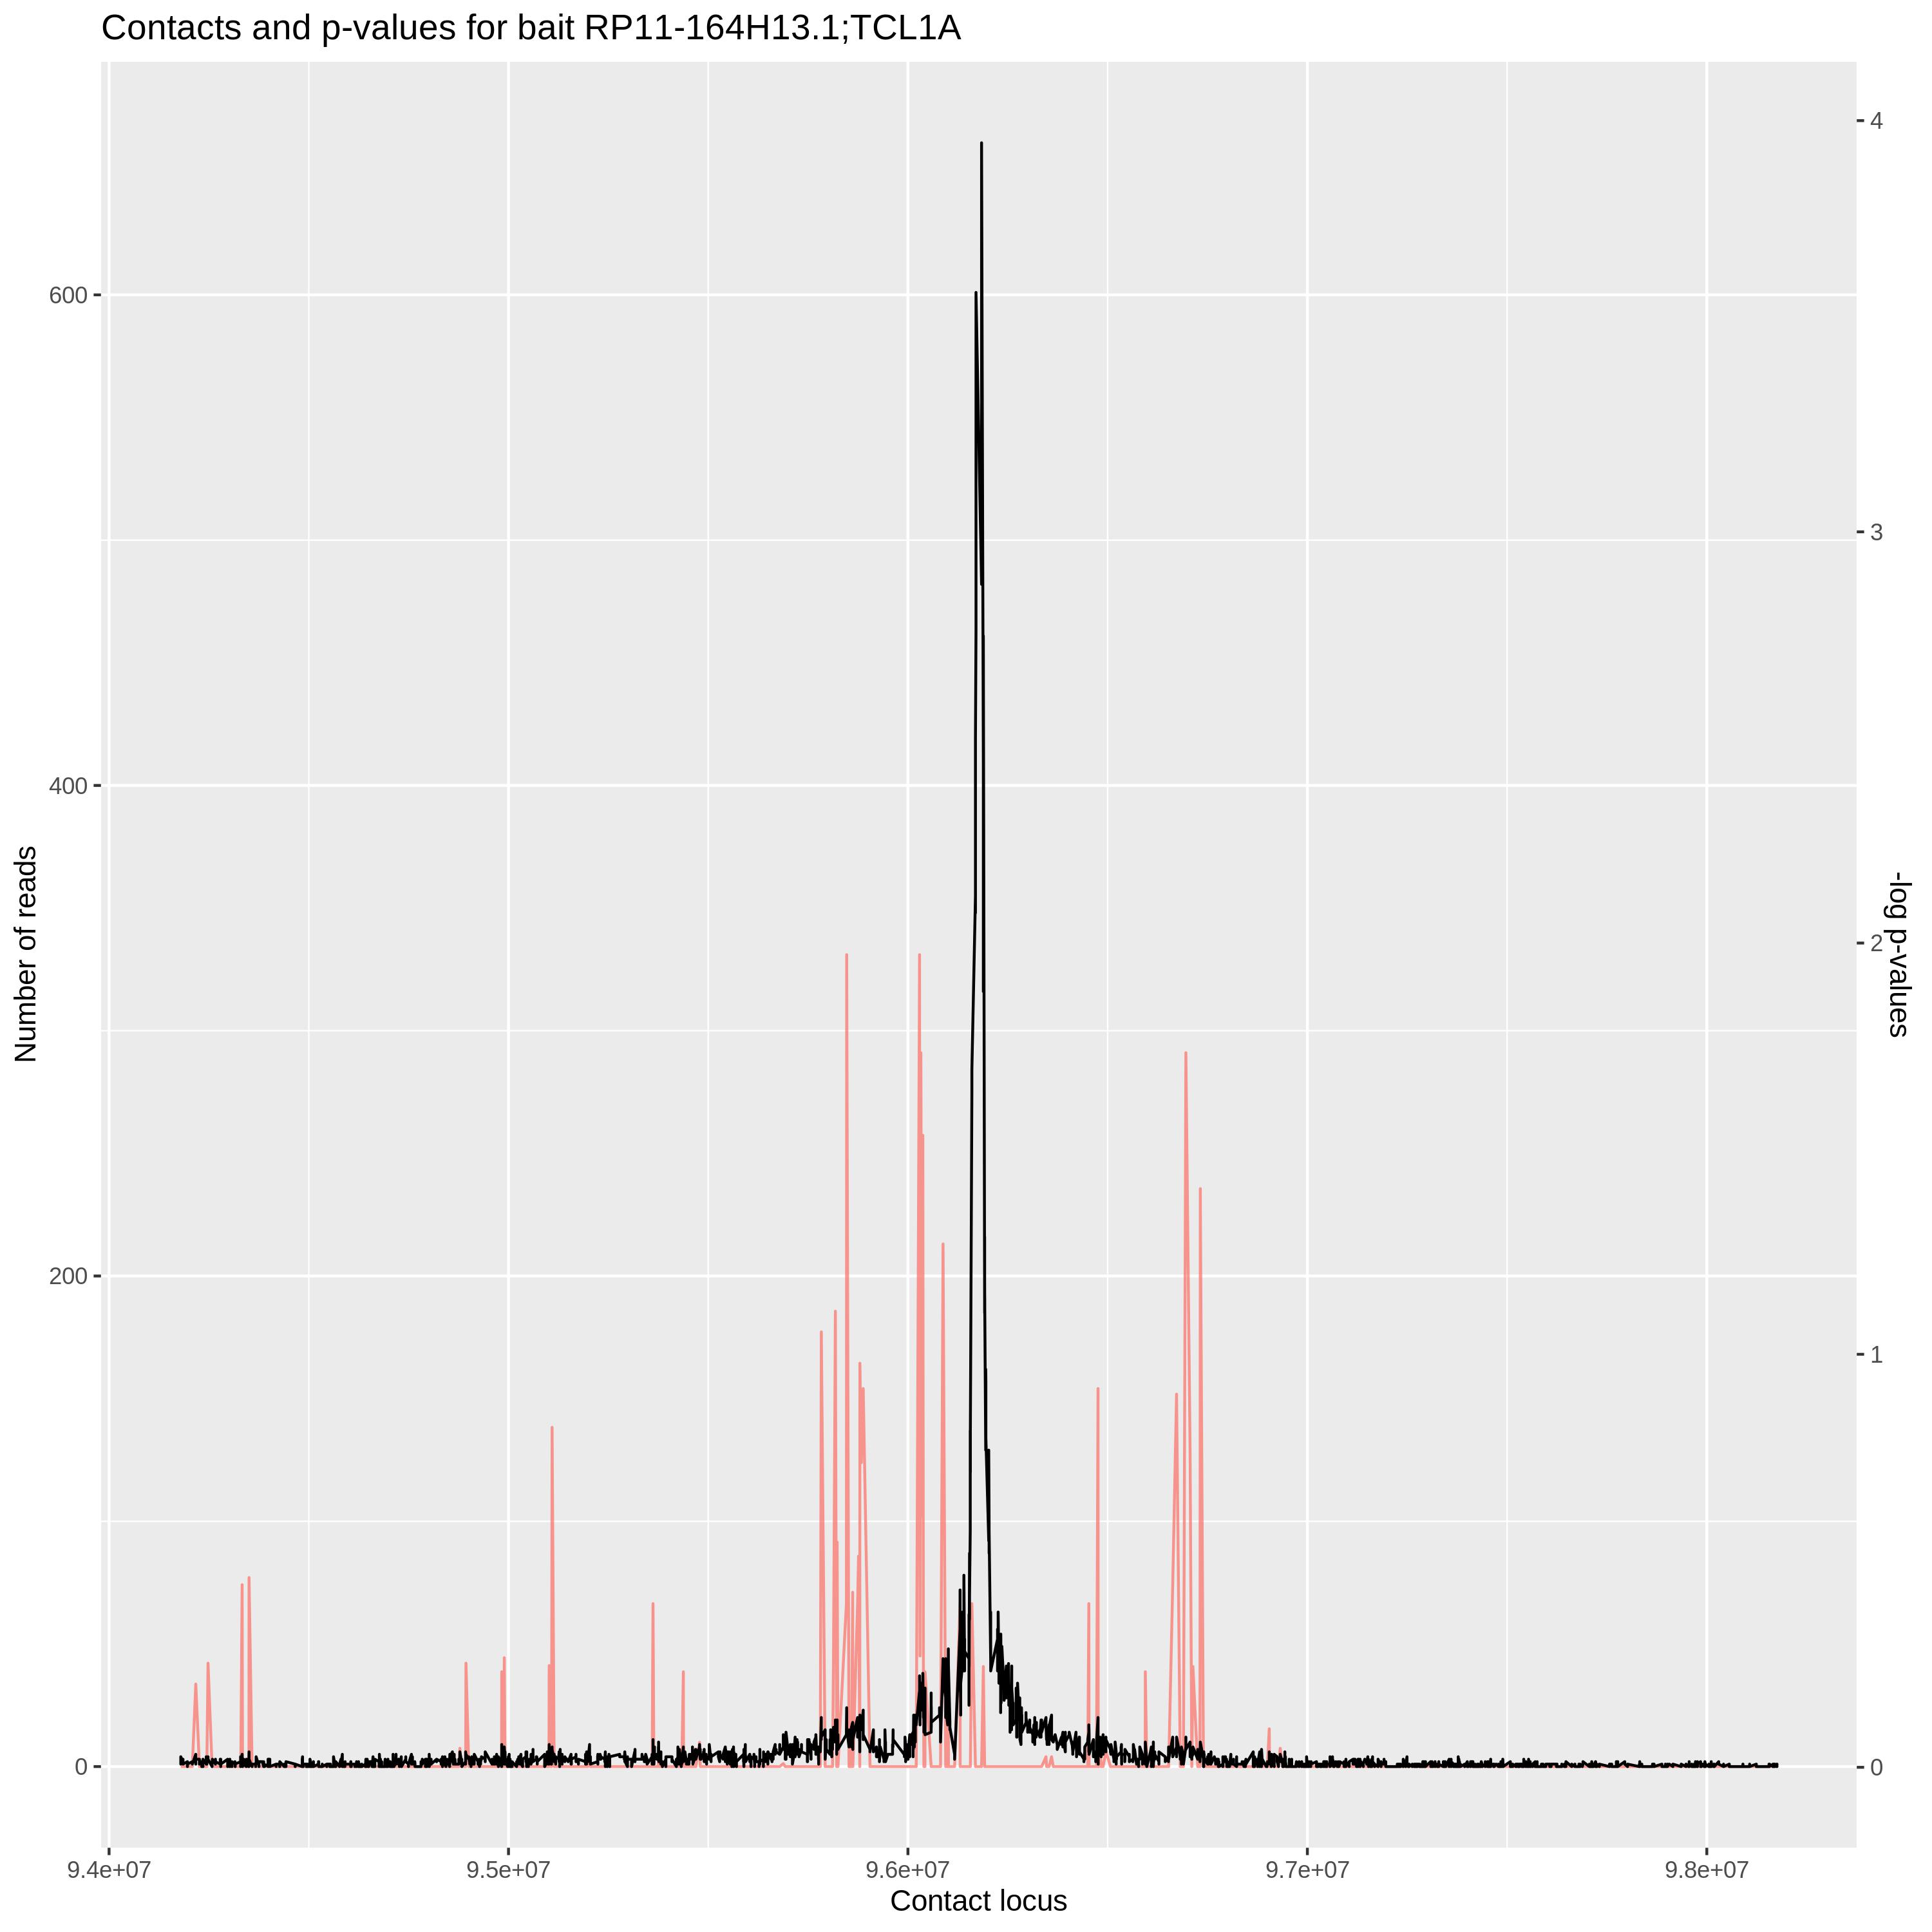 Contacts and p-values for bait RP11-164H13.1;TCL1A
4
600
3
400
Number of reads
2
-log p-values
200
1
0
0
9.4e+07 9.5e+07 9.6e+07 9.7e+07 9.8e+07
Contact locus